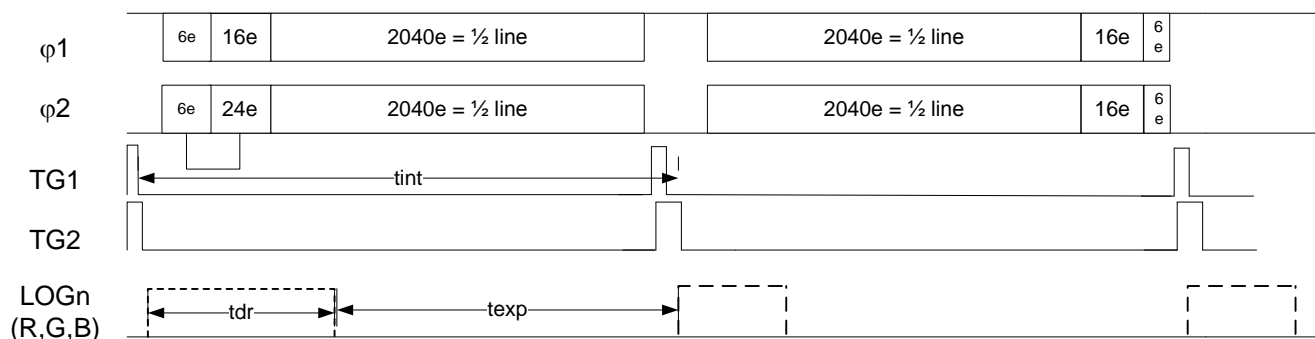 φ1
6e 16e 2040e = ½ line 2040e = ½ line 16e 6
e
φ2
6e 24e 2040e = ½ line 2040e = ½ line 16e 6
e
TG1
tint
TG2
LOGn
(R,G,B)
tdr
texp